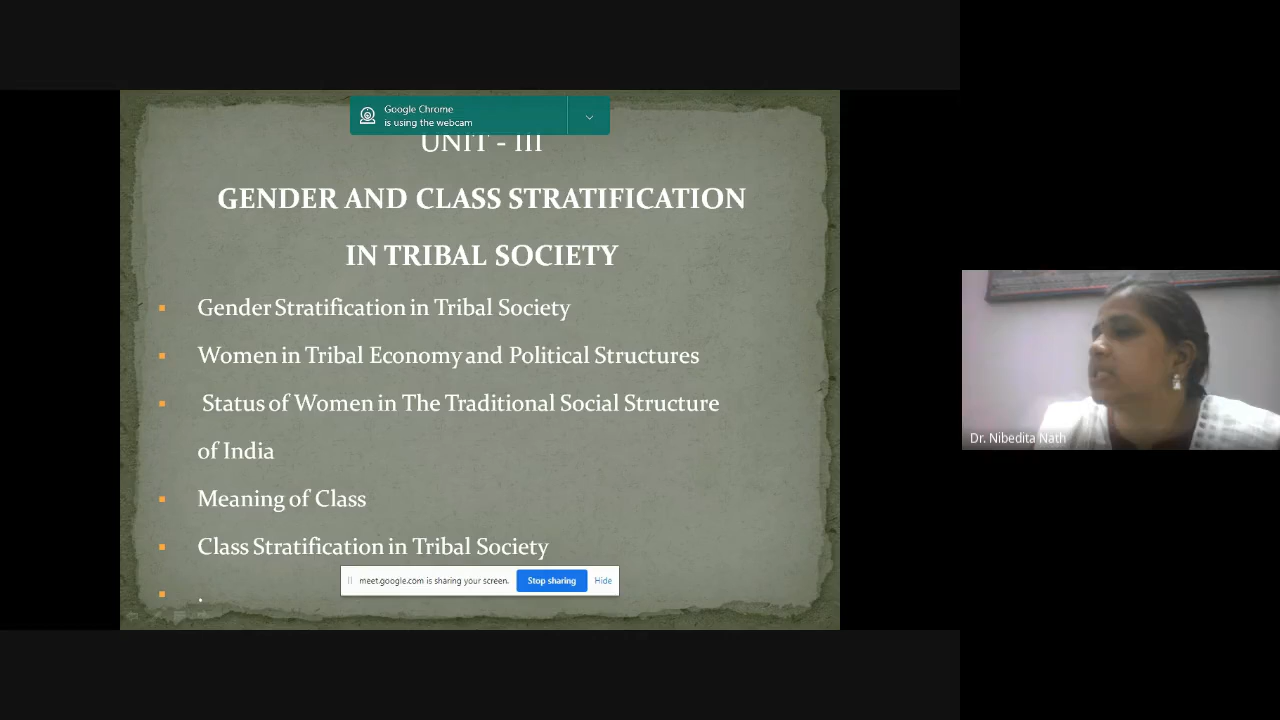 Google Chrome
is using the webcam
UNIT - III
GENDER AND CLASS STRATIFICATION
IN TRIBAL SOCIETY
▪ Gender Stratification in Tribal Society
▪ Women in Tribal Economy and Political Structures
▪ Status of Women in The Traditional Social Structure
of India
▪ Meaning of Class
▪ Class Stratification in Tribal Society
meet.google.com is sharing your screen. Stop sharing Hide
▪ .
Dr. Nibedita Nath